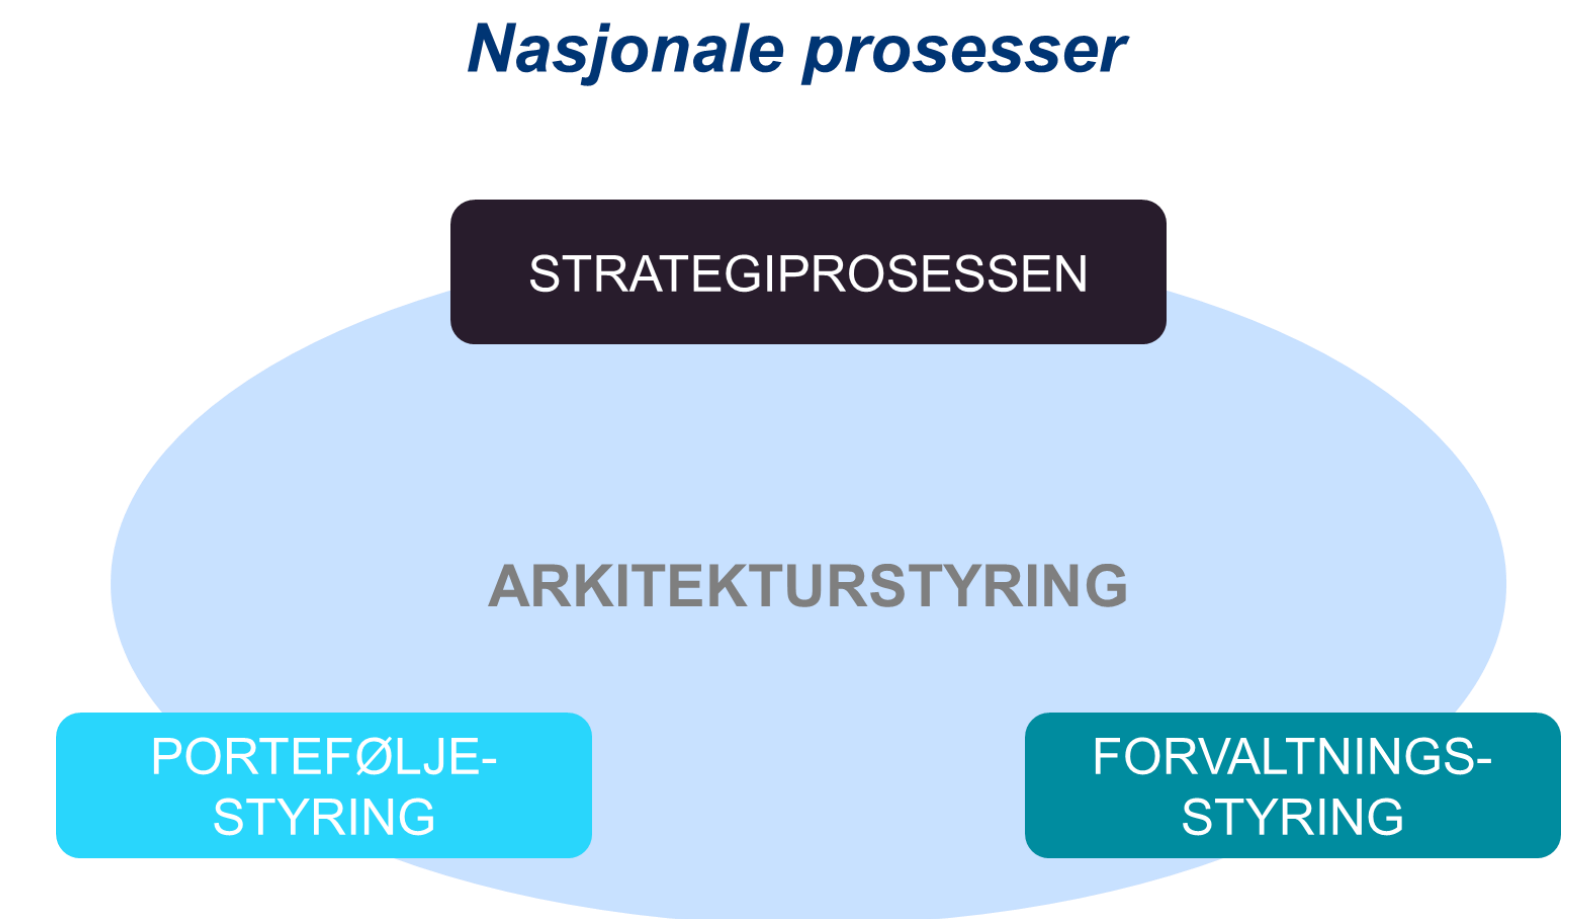 Nasjonale prosesser
STRATEGIPROSESSEN
ARKITEKTURSTYRING
PORTEFØLJE-
STYRING
FORVALTNINGS-
STYRING